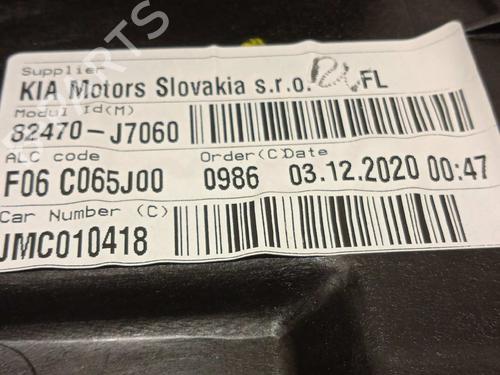 PARTS
Supplier
KIA Motors Slovakia s.r.o. FL
Modul Id(M)
82470-J7060
ALC code Order(C)Date
F06 C065J00 0986 03.12.2020 00:47
Car Number (C)
JMC010418